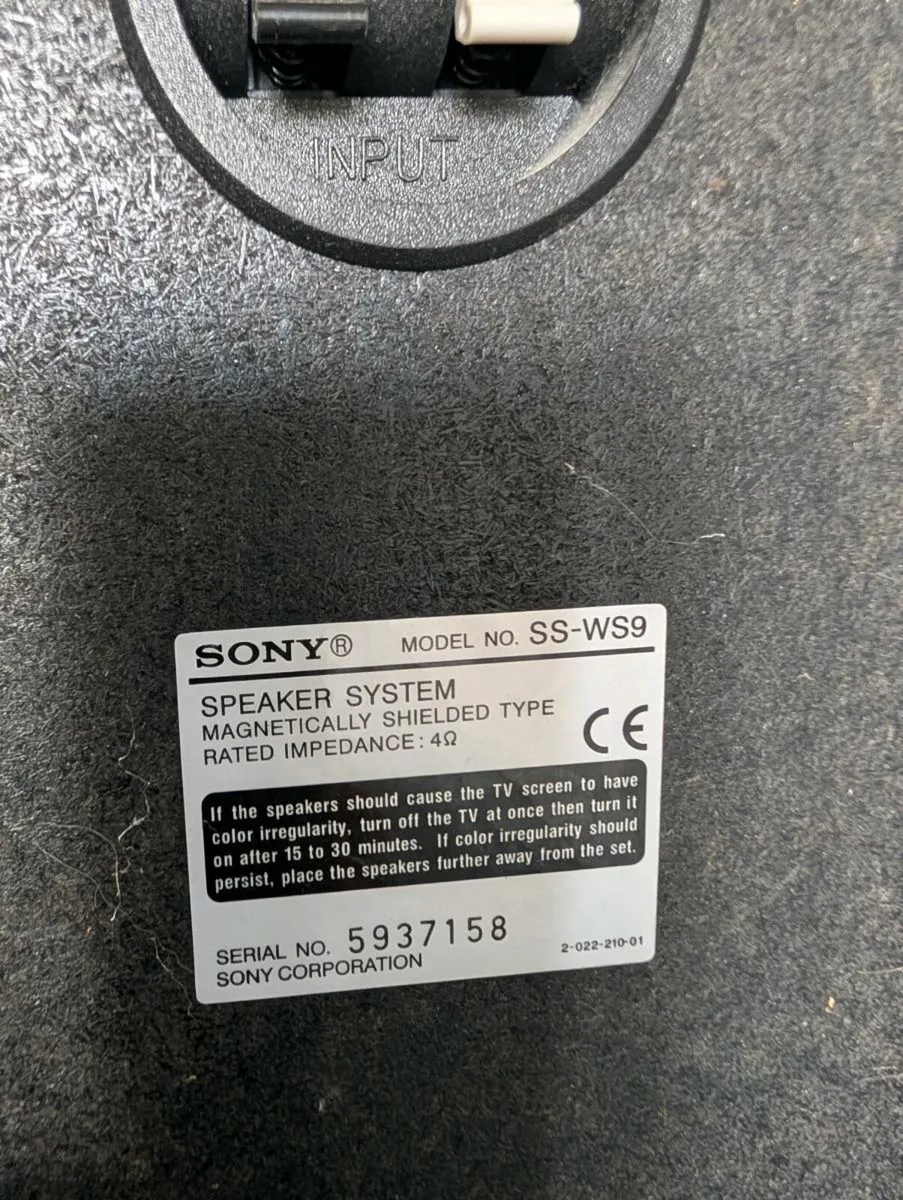 INPUT
SONY® MODEL NO. SS-WS9
SPEAKER SYSTEM
MAGNETICALLY SHIELDED TYPE
RATED IMPEDANCE: 4Ω
CE
If the speakers should cause the TV screen to have
color irregularity, turn off the TV at once then turn it
on after 15 to 30 minutes. If color irregularity should
persist, place the speakers further away from the set.
SERIAL NO. 5937158
SONY CORPORATION
2-022-210-01